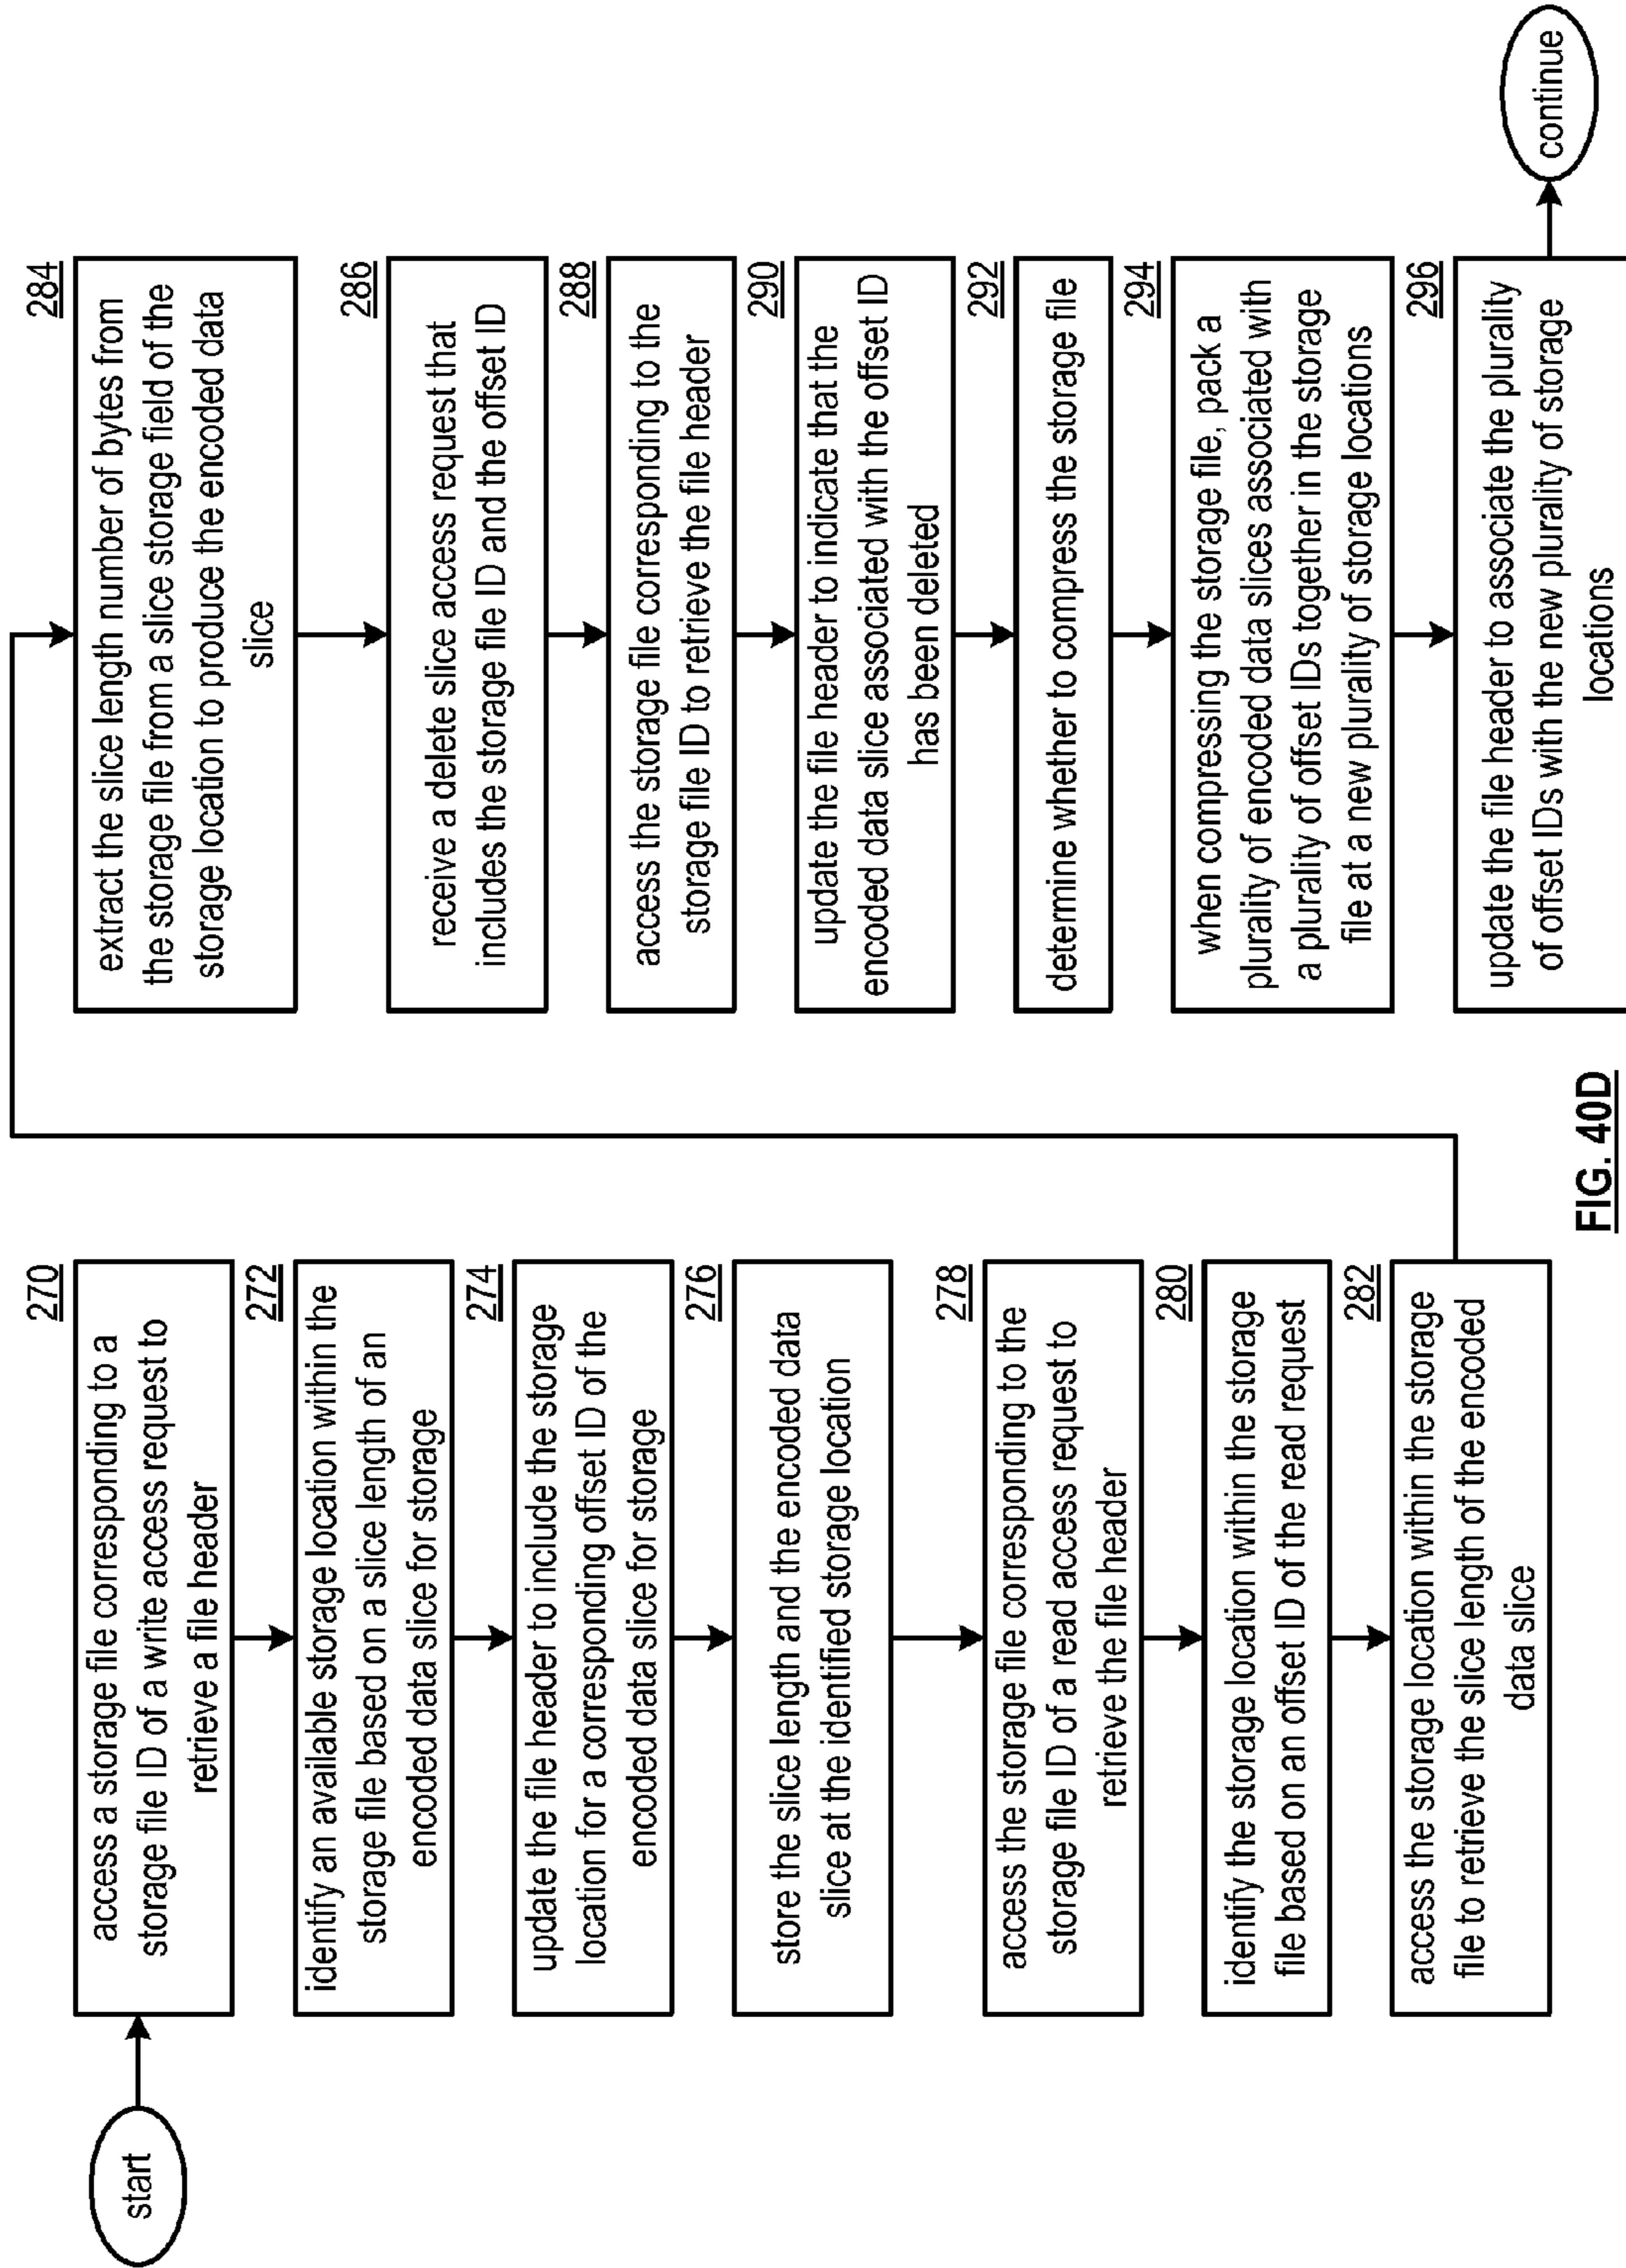 start
270
access a storage file corresponding to a
storage file ID of a write access request to
retrieve a file header
272
identify an available storage location within the
storage file based on a slice length of an
encoded data slice for storage
274
update the file header to include the storage
location for a corresponding offset ID of the
encoded data slice for storage
276
store the slice length and the encoded data
slice at the identified storage location
278
access the storage file corresponding to the
storage file ID of a read access request to
retrieve the file header
280
identify the storage location within the storage
file based on an offset ID of the read request
282
access the storage location within the storage
file to retrieve the slice length of the encoded
data slice
284
extract the slice length number of bytes from
the storage file from a slice storage field of the
storage location to produce the encoded data
slice
286
receive a delete slice access request that
includes the storage file ID and the offset ID
288
access the storage file corresponding to the
storage file ID to retrieve the file header
290
update the file header to indicate that the
encoded data slice associated with the offset ID
has been deleted
292
determine whether to compress the storage file
294
when compressing the storage file, pack a
plurality of encoded data slices associated with
a plurality of offset IDs together in the storage
file at a new plurality of storage locations
296
update the file header to associate the plurality
of offset IDs with the new plurality of storage
locations
continue
FIG. 40D